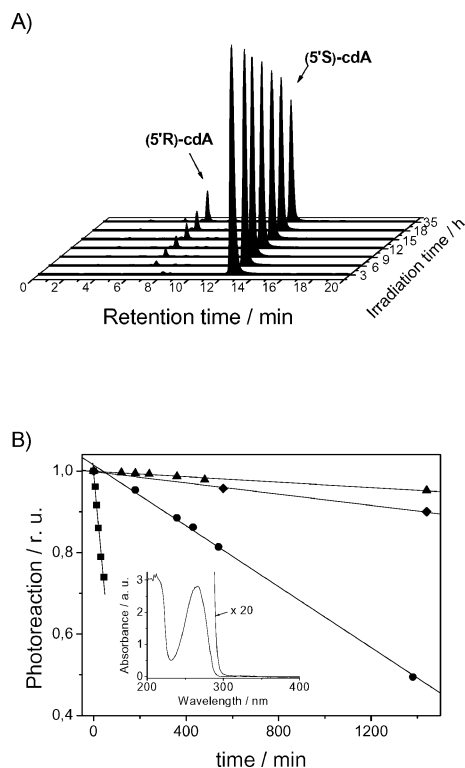 A)
(5'S)-cdA
(5'R)-cdA
0 2 4 6 8 10 12 14 16 18 20
3 6 9 12 15 18 35
Retention time / min
Irradiation time / h
B)
Photoreaction / r. u.
1,0
0,8
0,6
0,4
0 400 800 1200
time / min
Absorbance / a. u.
3
2
1
0
x 20
200 300 400
Wavelength / nm